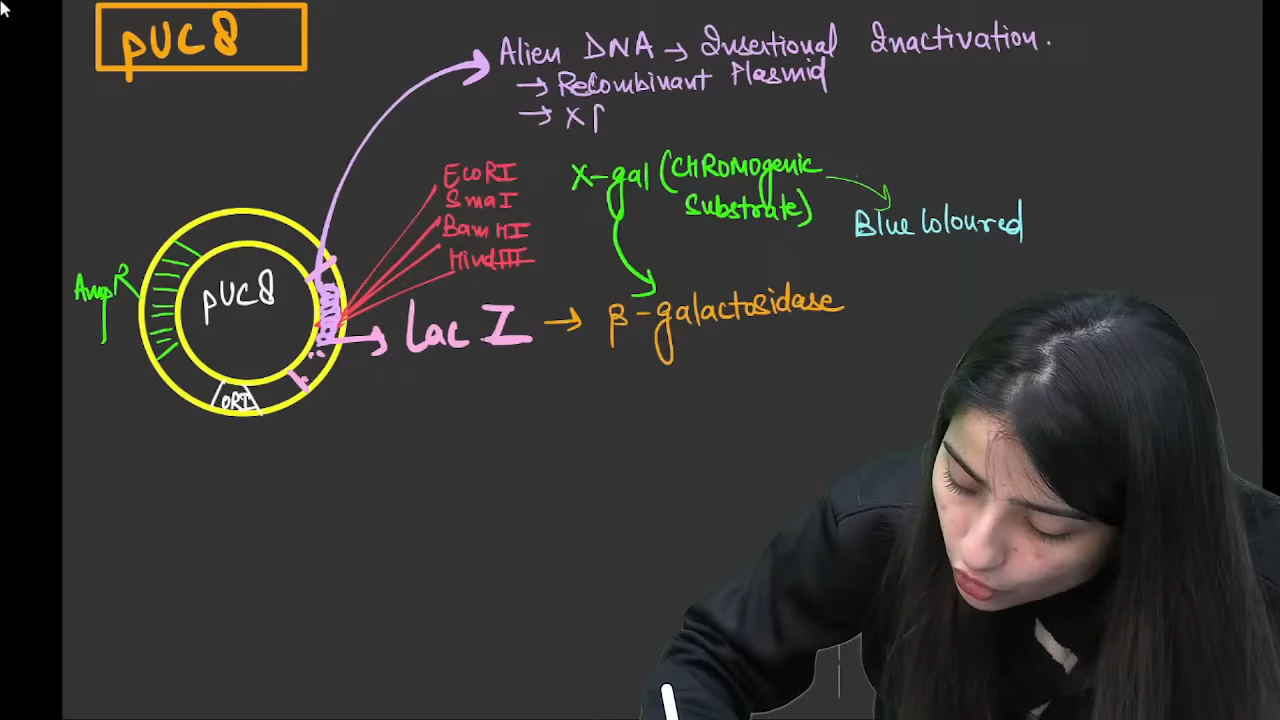 pUC8
Alien DNA → Insertional Inactivation.
→ Recombinant Plasmid
→ X
EcoRI
SmaI
BamHI
HindIII
X-gal (CHROMOgenic
Substrate)
Blue Coloured
AmpR
pUC8
Lac I → β-galactosidase
ORI